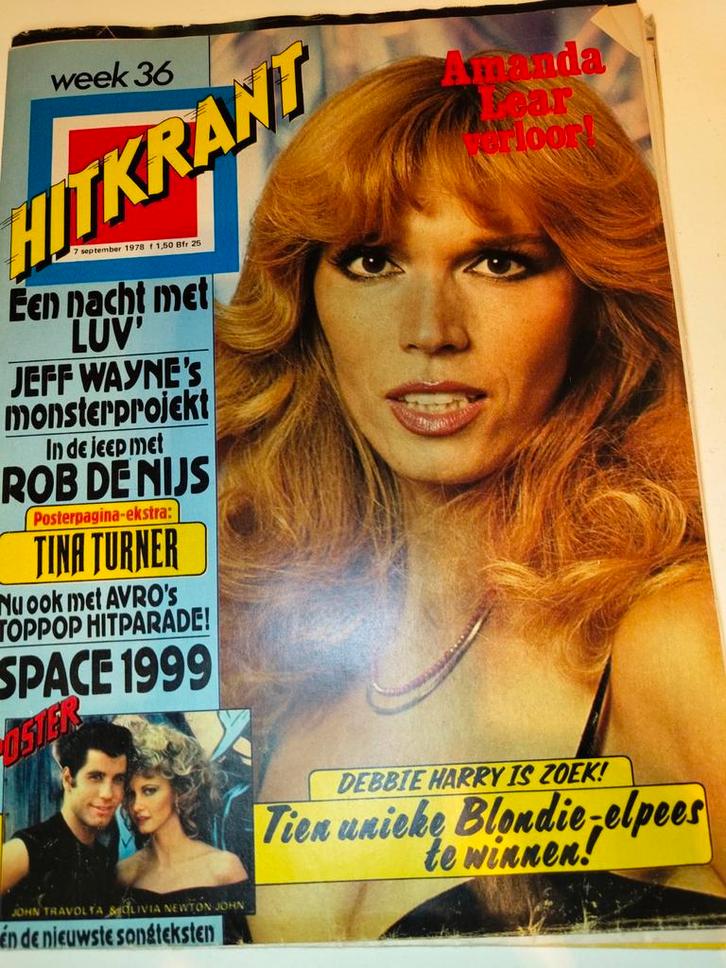 week 36
HITKRANT
7 september 1978 f 1,50 Bfr 25
Amanda
Lear
verloor!
Een nacht met
LUV'
JEFF WAYNE's
monsterprojekt
In de jeep met
ROB DE NIJS
Posterpagina-ekstra:
TINA TURNER
Nu ook met AVRO's
TOPPOP HITPARADE!
SPACE 1999
POSTER
JOHN TRAVOLTA & OLIVIA NEWTON JOHN
én de nieuwste songteksten
DEBBIE HARRY IS ZOEK!
Tien unieke Blondie-elpees
te winnen!